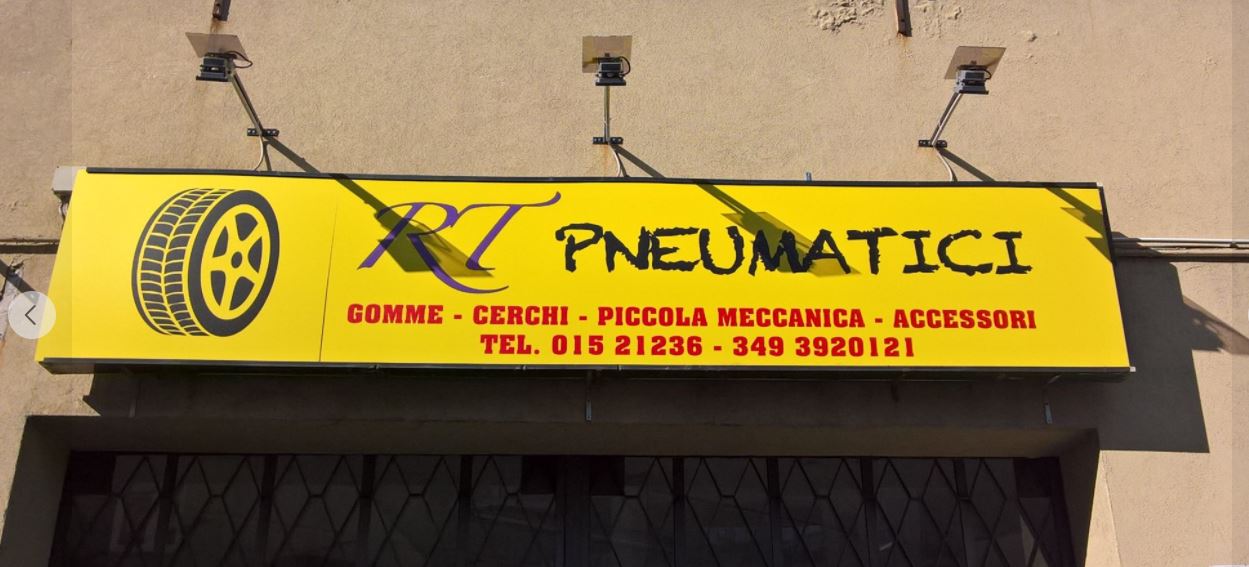 RT PNEUMATICI
GOMME - CERCHI - PICCOLA MECCANICA - ACCESSORI
TEL. 015 21236 - 349 3920121